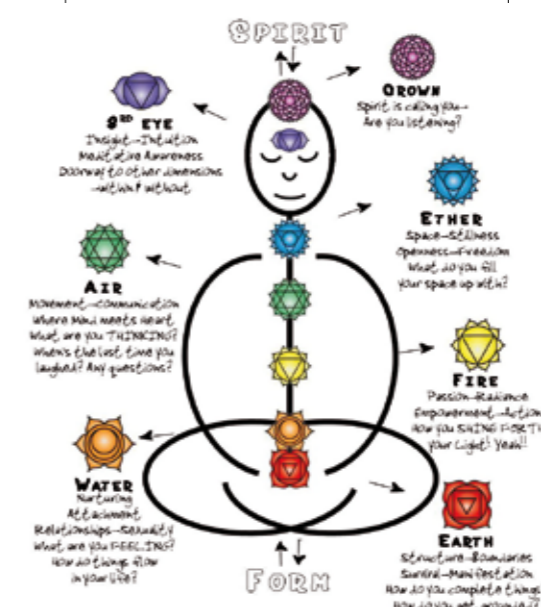 SPIRIT
CROWN
Spirit is calling you—
Are you listening?
3RD EYE
Insight—Intuition
Meditative Awareness
Doorway to other dimensions
—within & without
ETHER
Space—Stillness
Openness—Freedom
What do you fill
your space up with?
AIR
Movement—Communication
Where Mind meets Heart
What are you THINKING?
When's the last time you
laughed? Any questions?
FIRE
Passion—Radiance
Empowerment—Action
How you SHINE FORTH
your Light! Yeah!!
WATER
Nurturing
Attachment
Relationships—Sexuality
What are you FEELING?
How do things flow
in your life?
EARTH
Structure—Boundaries
Survival—Manifestation
How do you complete things
How do you get
FORM